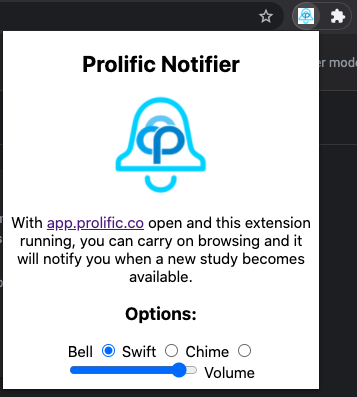 er mode
Prolific Notifier
With app.prolific.co open and this extension
running, you can carry on browsing and it
will notify you when a new study becomes
available.
Options:
Bell Swift Chime
Volume